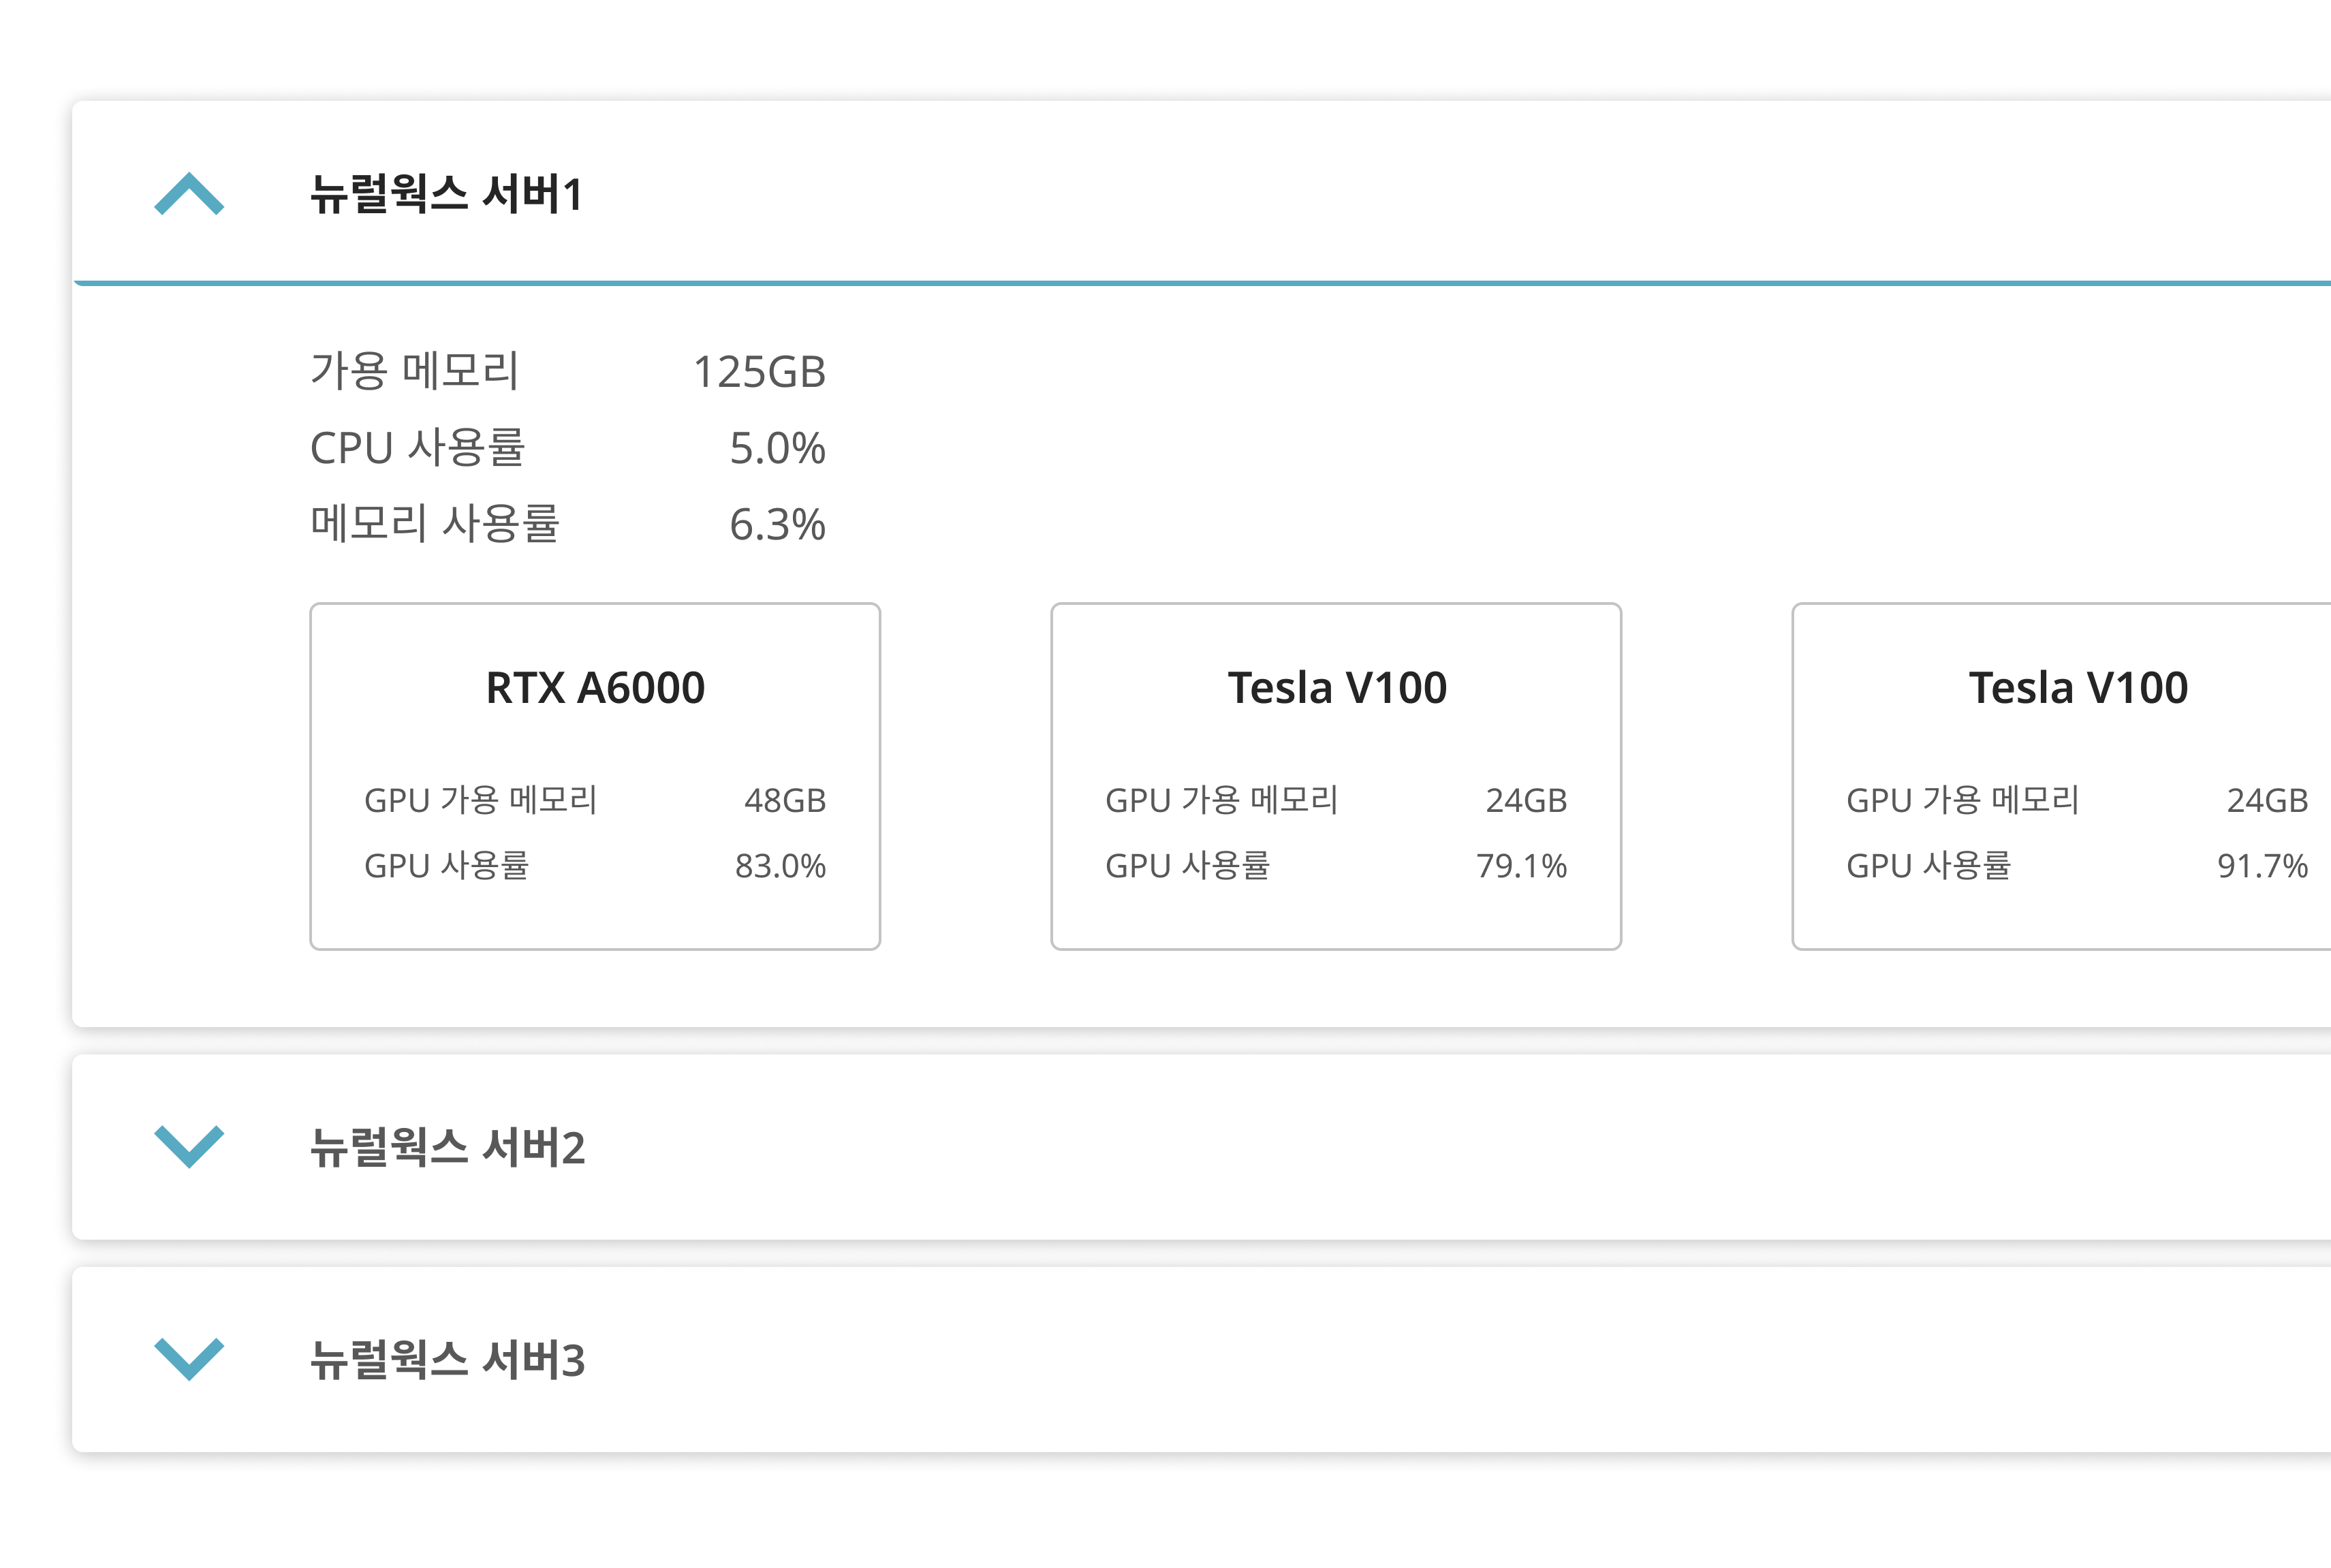 뉴럴웍스 서버1
가용 메모리 125GB
CPU 사용률 5.0%
메모리 사용률 6.3%
RTX A6000
GPU 가용 메모리 48GB
GPU 사용률 83.0%
Tesla V100
GPU 가용 메모리 24GB
GPU 사용률 79.1%
Tesla V100
GPU 가용 메모리 24GB
GPU 사용률 91.7%
뉴럴웍스 서버2
뉴럴웍스 서버3